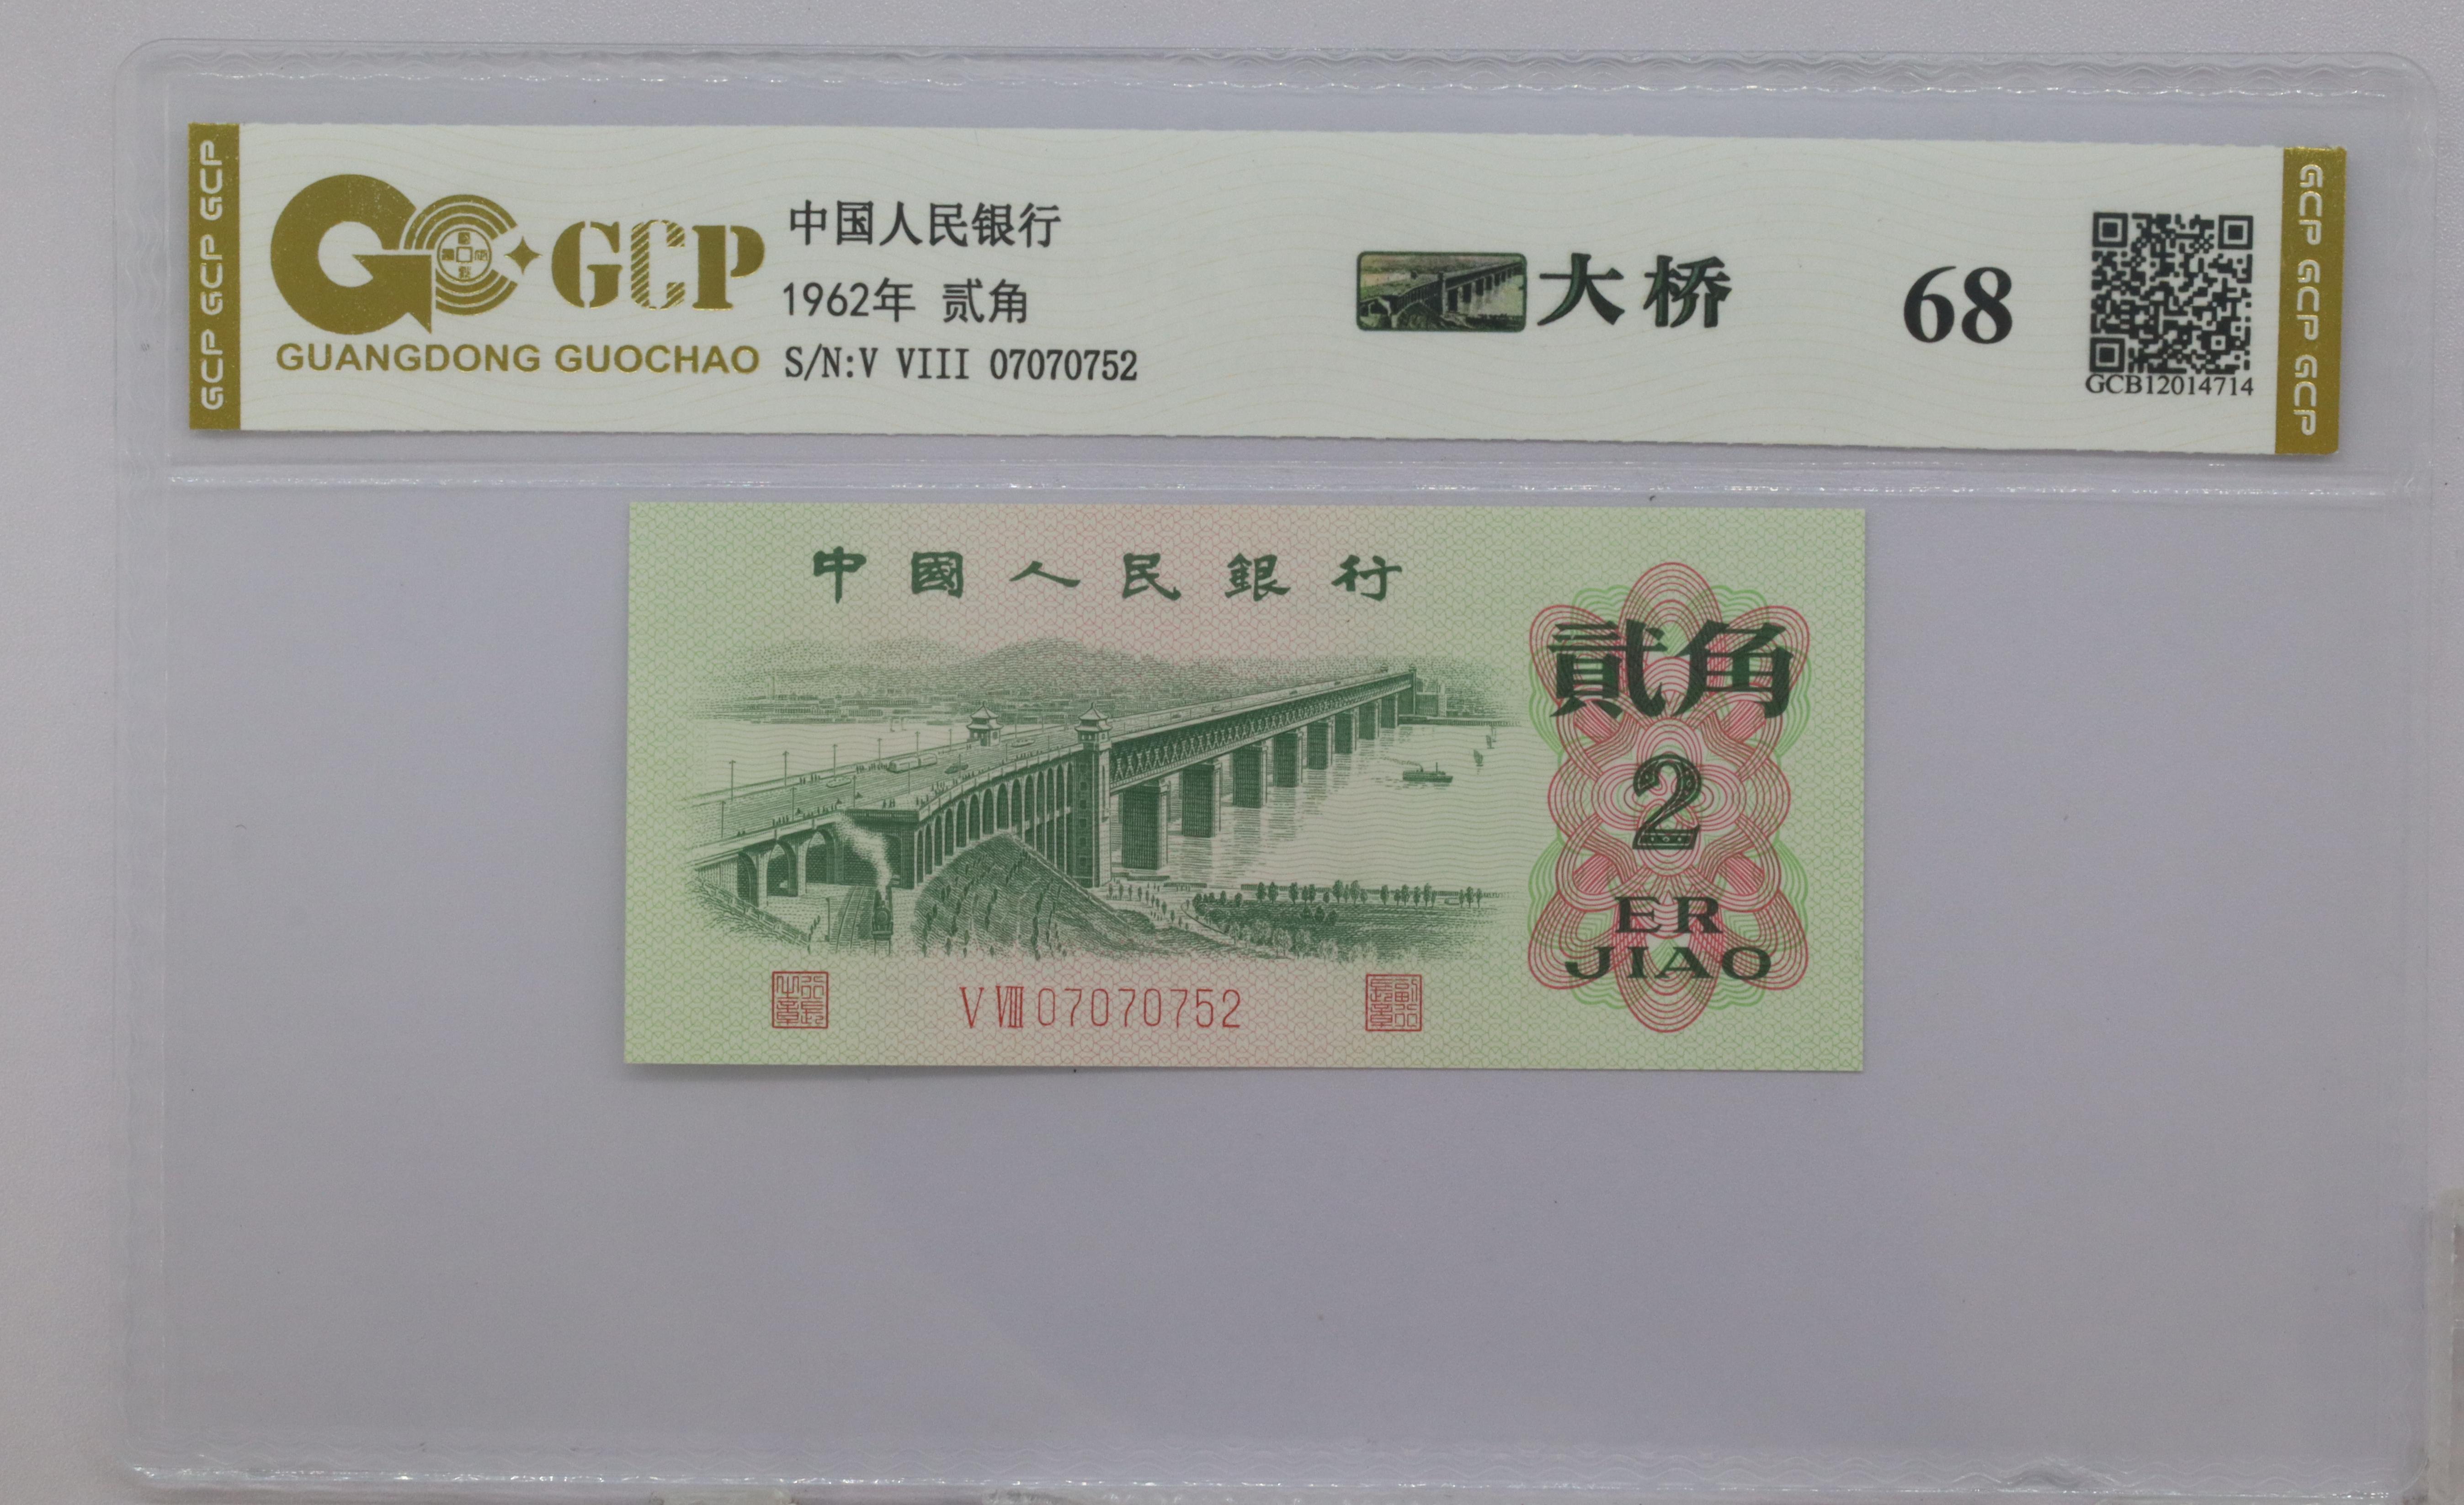 GCP GCP GCP
GCP
GUANGDONG GUOCHAO
中国人民银行
1962年 贰角
S/N:V VIII 07070752
大桥
68
GCB12014714
GCP GCP GCP
中國人民銀行
貳角
2
ER
JIAO
V VIII 07070752